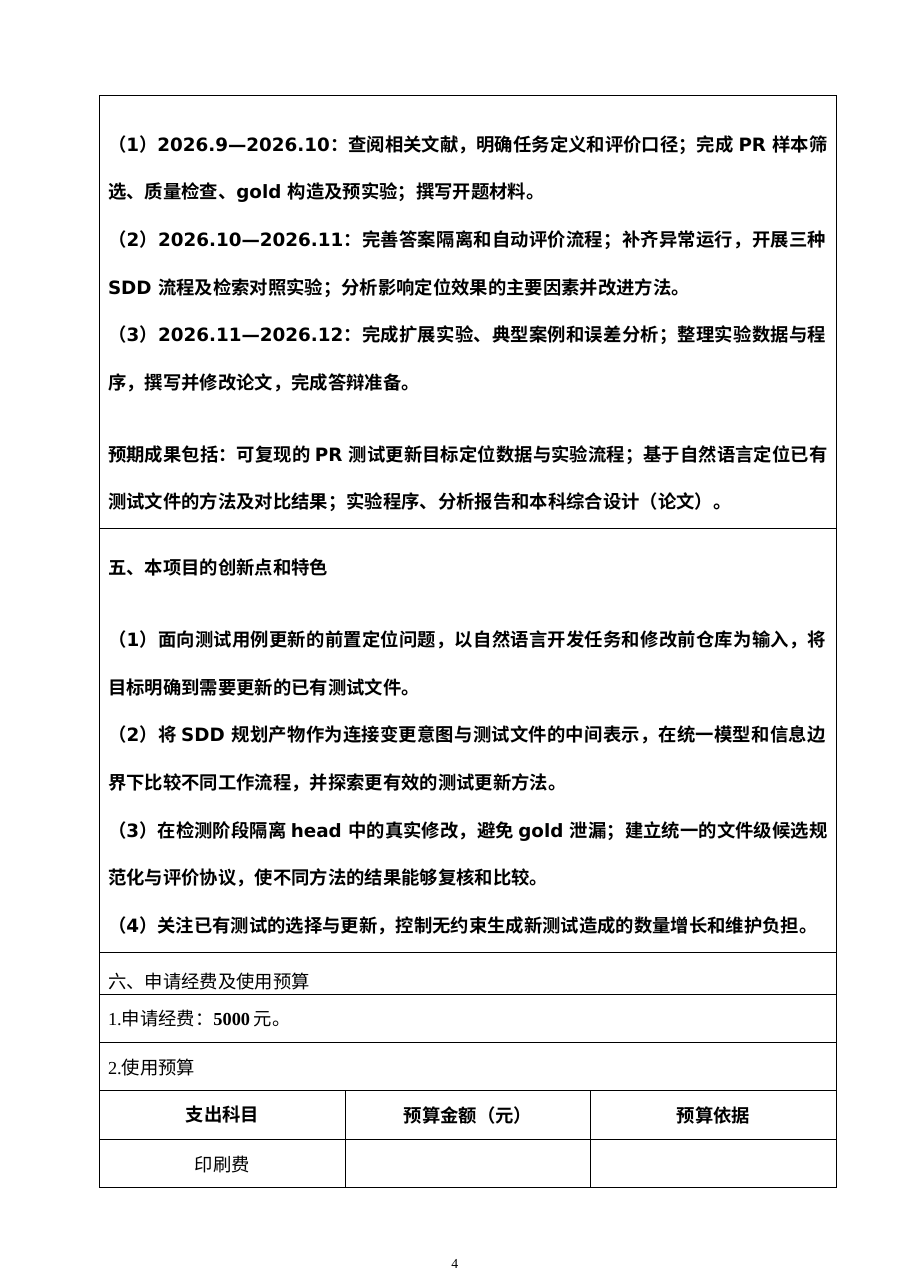 （1）2026.9—2026.10：查阅相关文献，明确任务定义和评价口径；完成 PR 样本筛
选、质量检查、gold 构造及预实验；撰写开题材料。
（2）2026.10—2026.11：完善答案隔离和自动评价流程；补齐异常运行，开展三种
SDD 流程及检索对照实验；分析影响定位效果的主要因素并改进方法。
（3）2026.11—2026.12：完成扩展实验、典型案例和误差分析；整理实验数据与程
序，撰写并修改论文，完成答辩准备。
预期成果包括：可复现的 PR 测试更新目标定位数据与实验流程；基于自然语言定位已有
测试文件的方法及对比结果；实验程序、分析报告和本科综合设计（论文）。
五、本项目的创新点和特色
（1）面向测试用例更新的前置定位问题，以自然语言开发任务和修改前仓库为输入，将
目标明确到需要更新的已有测试文件。
（2）将 SDD 规划产物作为连接变更意图与测试文件的中间表示，在统一模型和信息边
界下比较不同工作流程，并探索更有效的测试更新方法。
（3）在检测阶段隔离 head 中的真实修改，避免 gold 泄漏；建立统一的文件级候选规
范化与评价协议，使不同方法的结果能够复核和比较。
（4）关注已有测试的选择与更新，控制无约束生成新测试造成的数量增长和维护负担。
六、申请经费及使用预算
1.申请经费：5000 元。
2.使用预算
支出科目 预算金额（元） 预算依据
印刷费
4